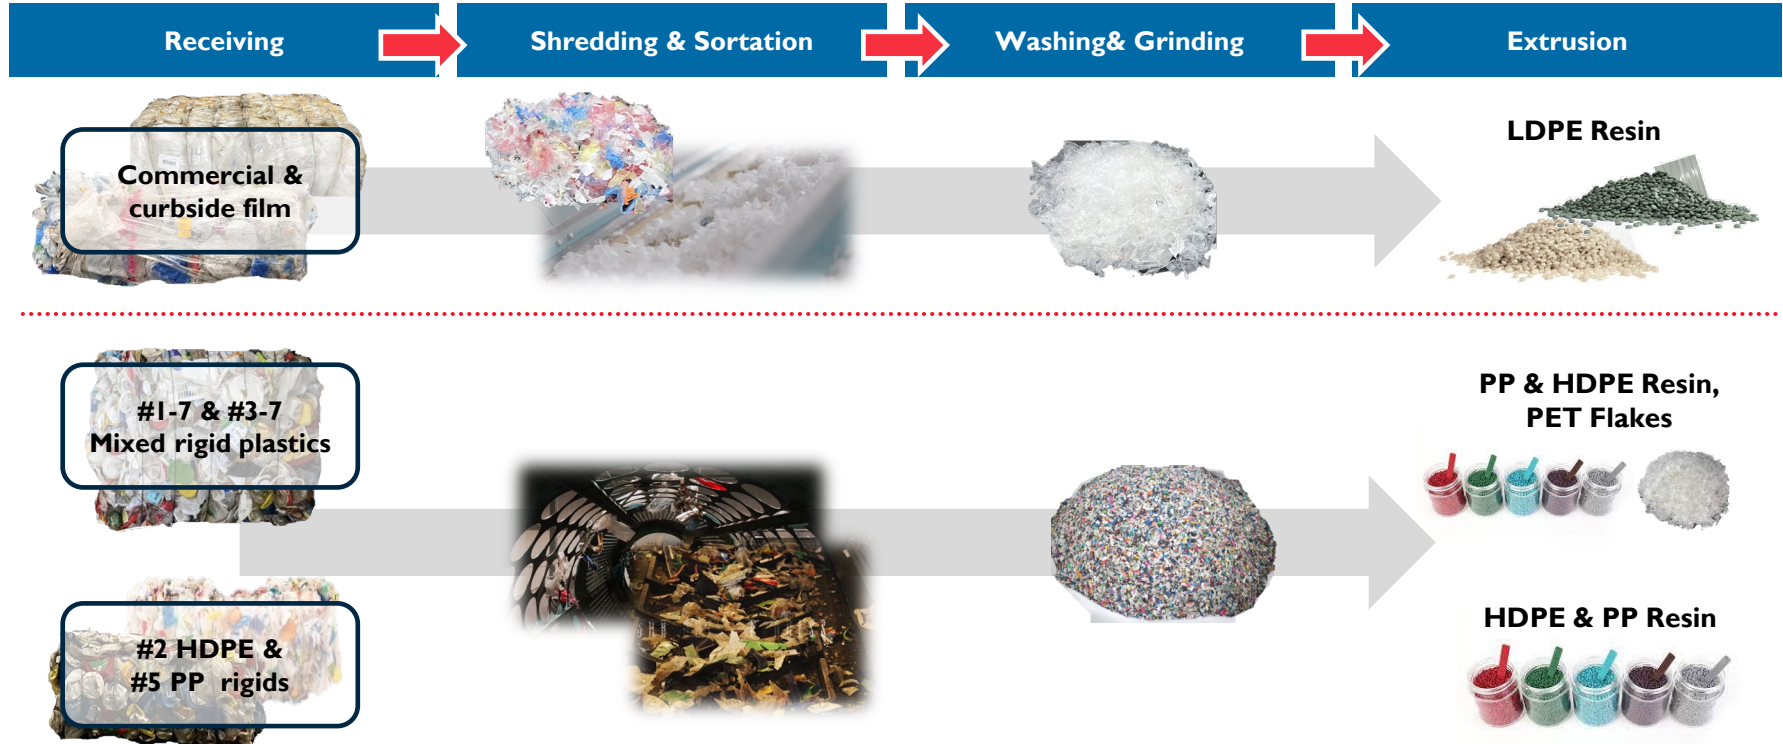 Receiving
Shredding & Sortation
Washing& Grinding
Extrusion
Commercial &
curbside film
LDPE Resin
#1-7 & #3-7
Mixed rigid plastics
PP & HDPE Resin,
PET Flakes
#2 HDPE &
#5 PP  rigids
HDPE & PP Resin